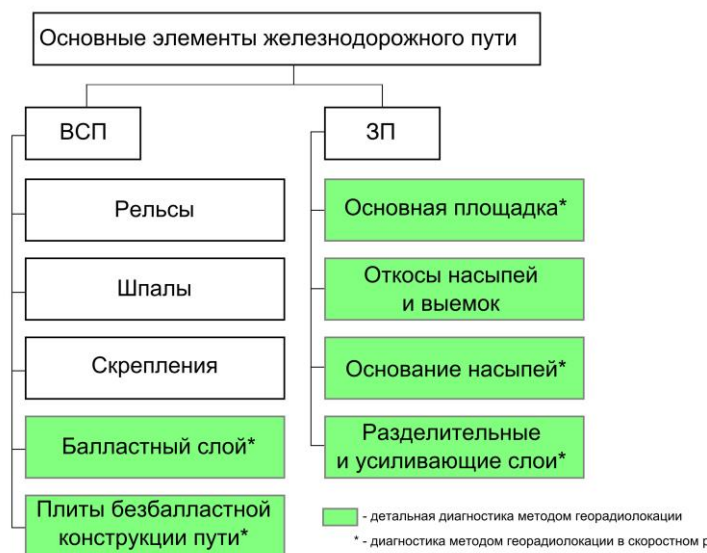 Основные элементы железнодорожного пути
ВСП
Рельсы
Шпалы
Скрепления
Балластный слой*
Плиты безбалластной
конструкции пути*
ЗП
Основная площадка*
Откосы насыпей
и выемок
Основание насыпей*
Разделительные
и усиливающие слои*
- детальная диагностика методом георадиолокации
* - диагностика методом георадиолокации в скоростном